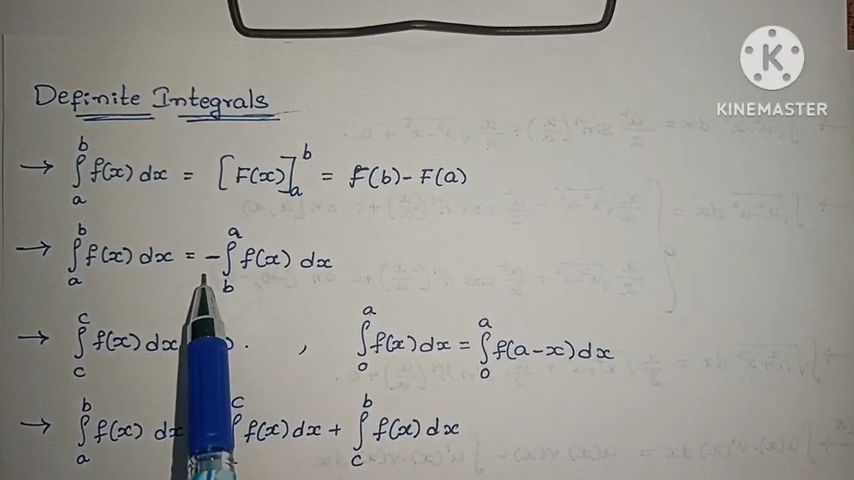 K
KINEMASTER
Definite Integrals
→ ∫_a^b f(x) dx = [F(x)]_a^b = F(b) - F(a)
→ ∫_a^b f(x) dx = - ∫_b^a f(x) dx
→ ∫_c^c f(x) dx . , ∫_0^a f(x) dx = ∫_0^a f(a-x) dx
→ ∫_a^b f(x) dx ∫^c f(x) dx + ∫_c^b f(x) dx